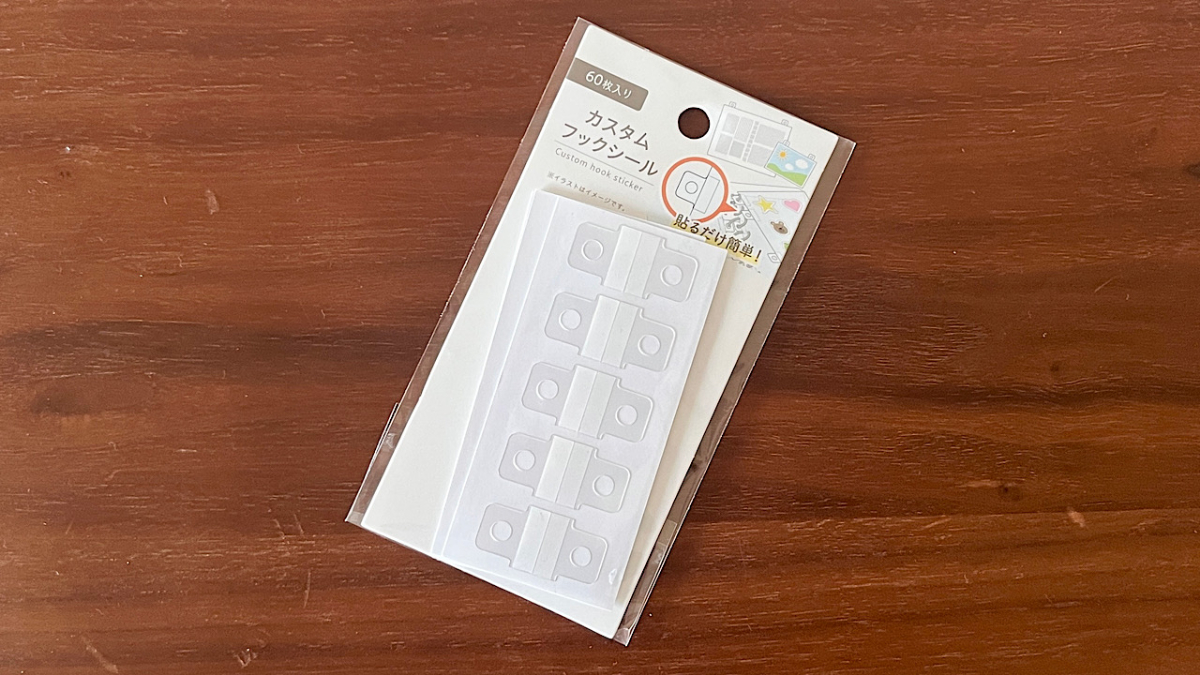 60枚入り
カスタム
フックシール
Custom hook sticker
※イラストはイメージです。
貼るだけ簡単!